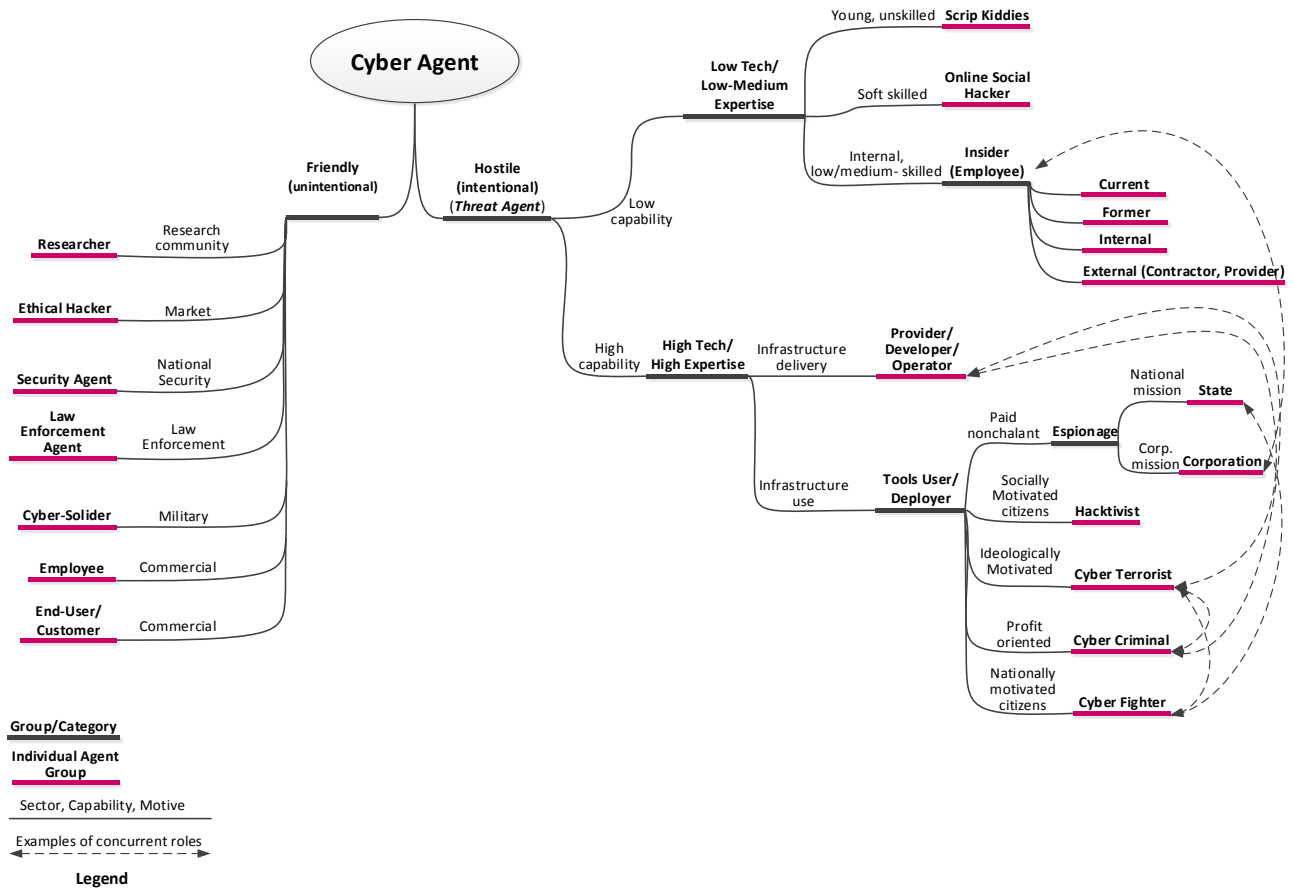 Cyber Agent
Friendly
(unintentional)
Research
community
Researcher
Market
Ethical Hacker
National
Security
Security Agent
Law
Enforcement
Law
Enforcement
Agent
Military
Cyber-Solider
Commercial
Employee
Commercial
End-User/
Customer
Hostile
(intentional)
(Threat Agent)
Low
capability
Low Tech/
Low-Medium
Expertise
Young, unskilled
Scrip Kiddies
Soft skilled
Online Social
Hacker
Internal,
low/medium- skilled
Insider
(Employee)
Current
Former
Internal
External (Contractor, Provider)
High
capability
High Tech/
High Expertise
Infrastructure
delivery
Provider/
Developer/
Operator
Infrastructure
use
Tools User/
Deployer
Paid
nonchalant
Espionage
National
mission
State
Corp.
mission
Corporation
Socially
Motivated
citizens
Hacktivist
Ideologically
Motivated
Cyber Terrorist
Profit
oriented
Cyber Criminal
Nationally
motivated
citizens
Cyber Fighter
Group/Category
Individual Agent
Group
Sector, Capability, Motive
Examples of concurrent roles
Legend